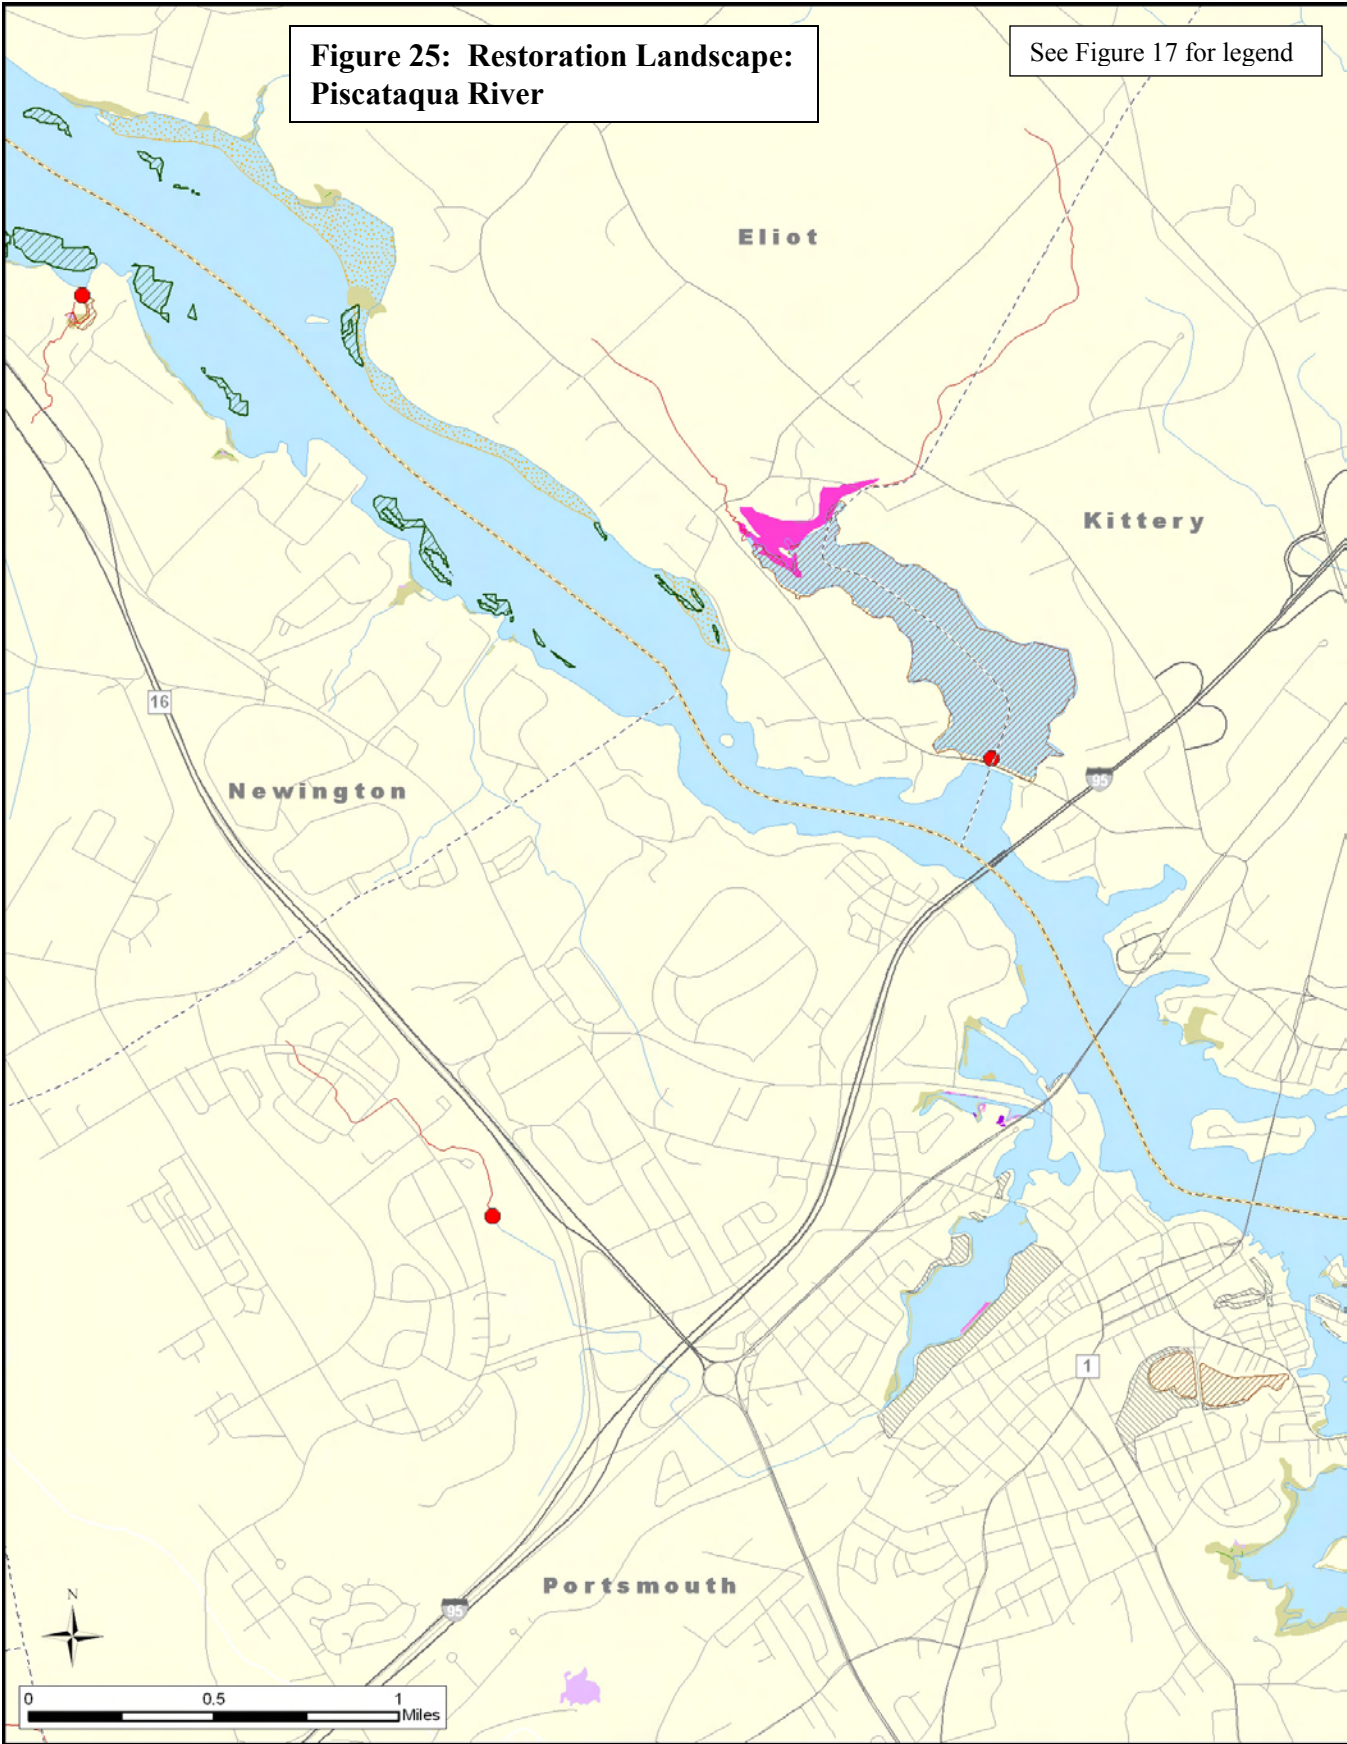 Figure 25: Restoration Landscape:
Piscataqua River
See Figure 17 for legend
Eliot
Kittery
16
Newington
95
1
Portsmouth
95
N
0 0.5 1
Miles